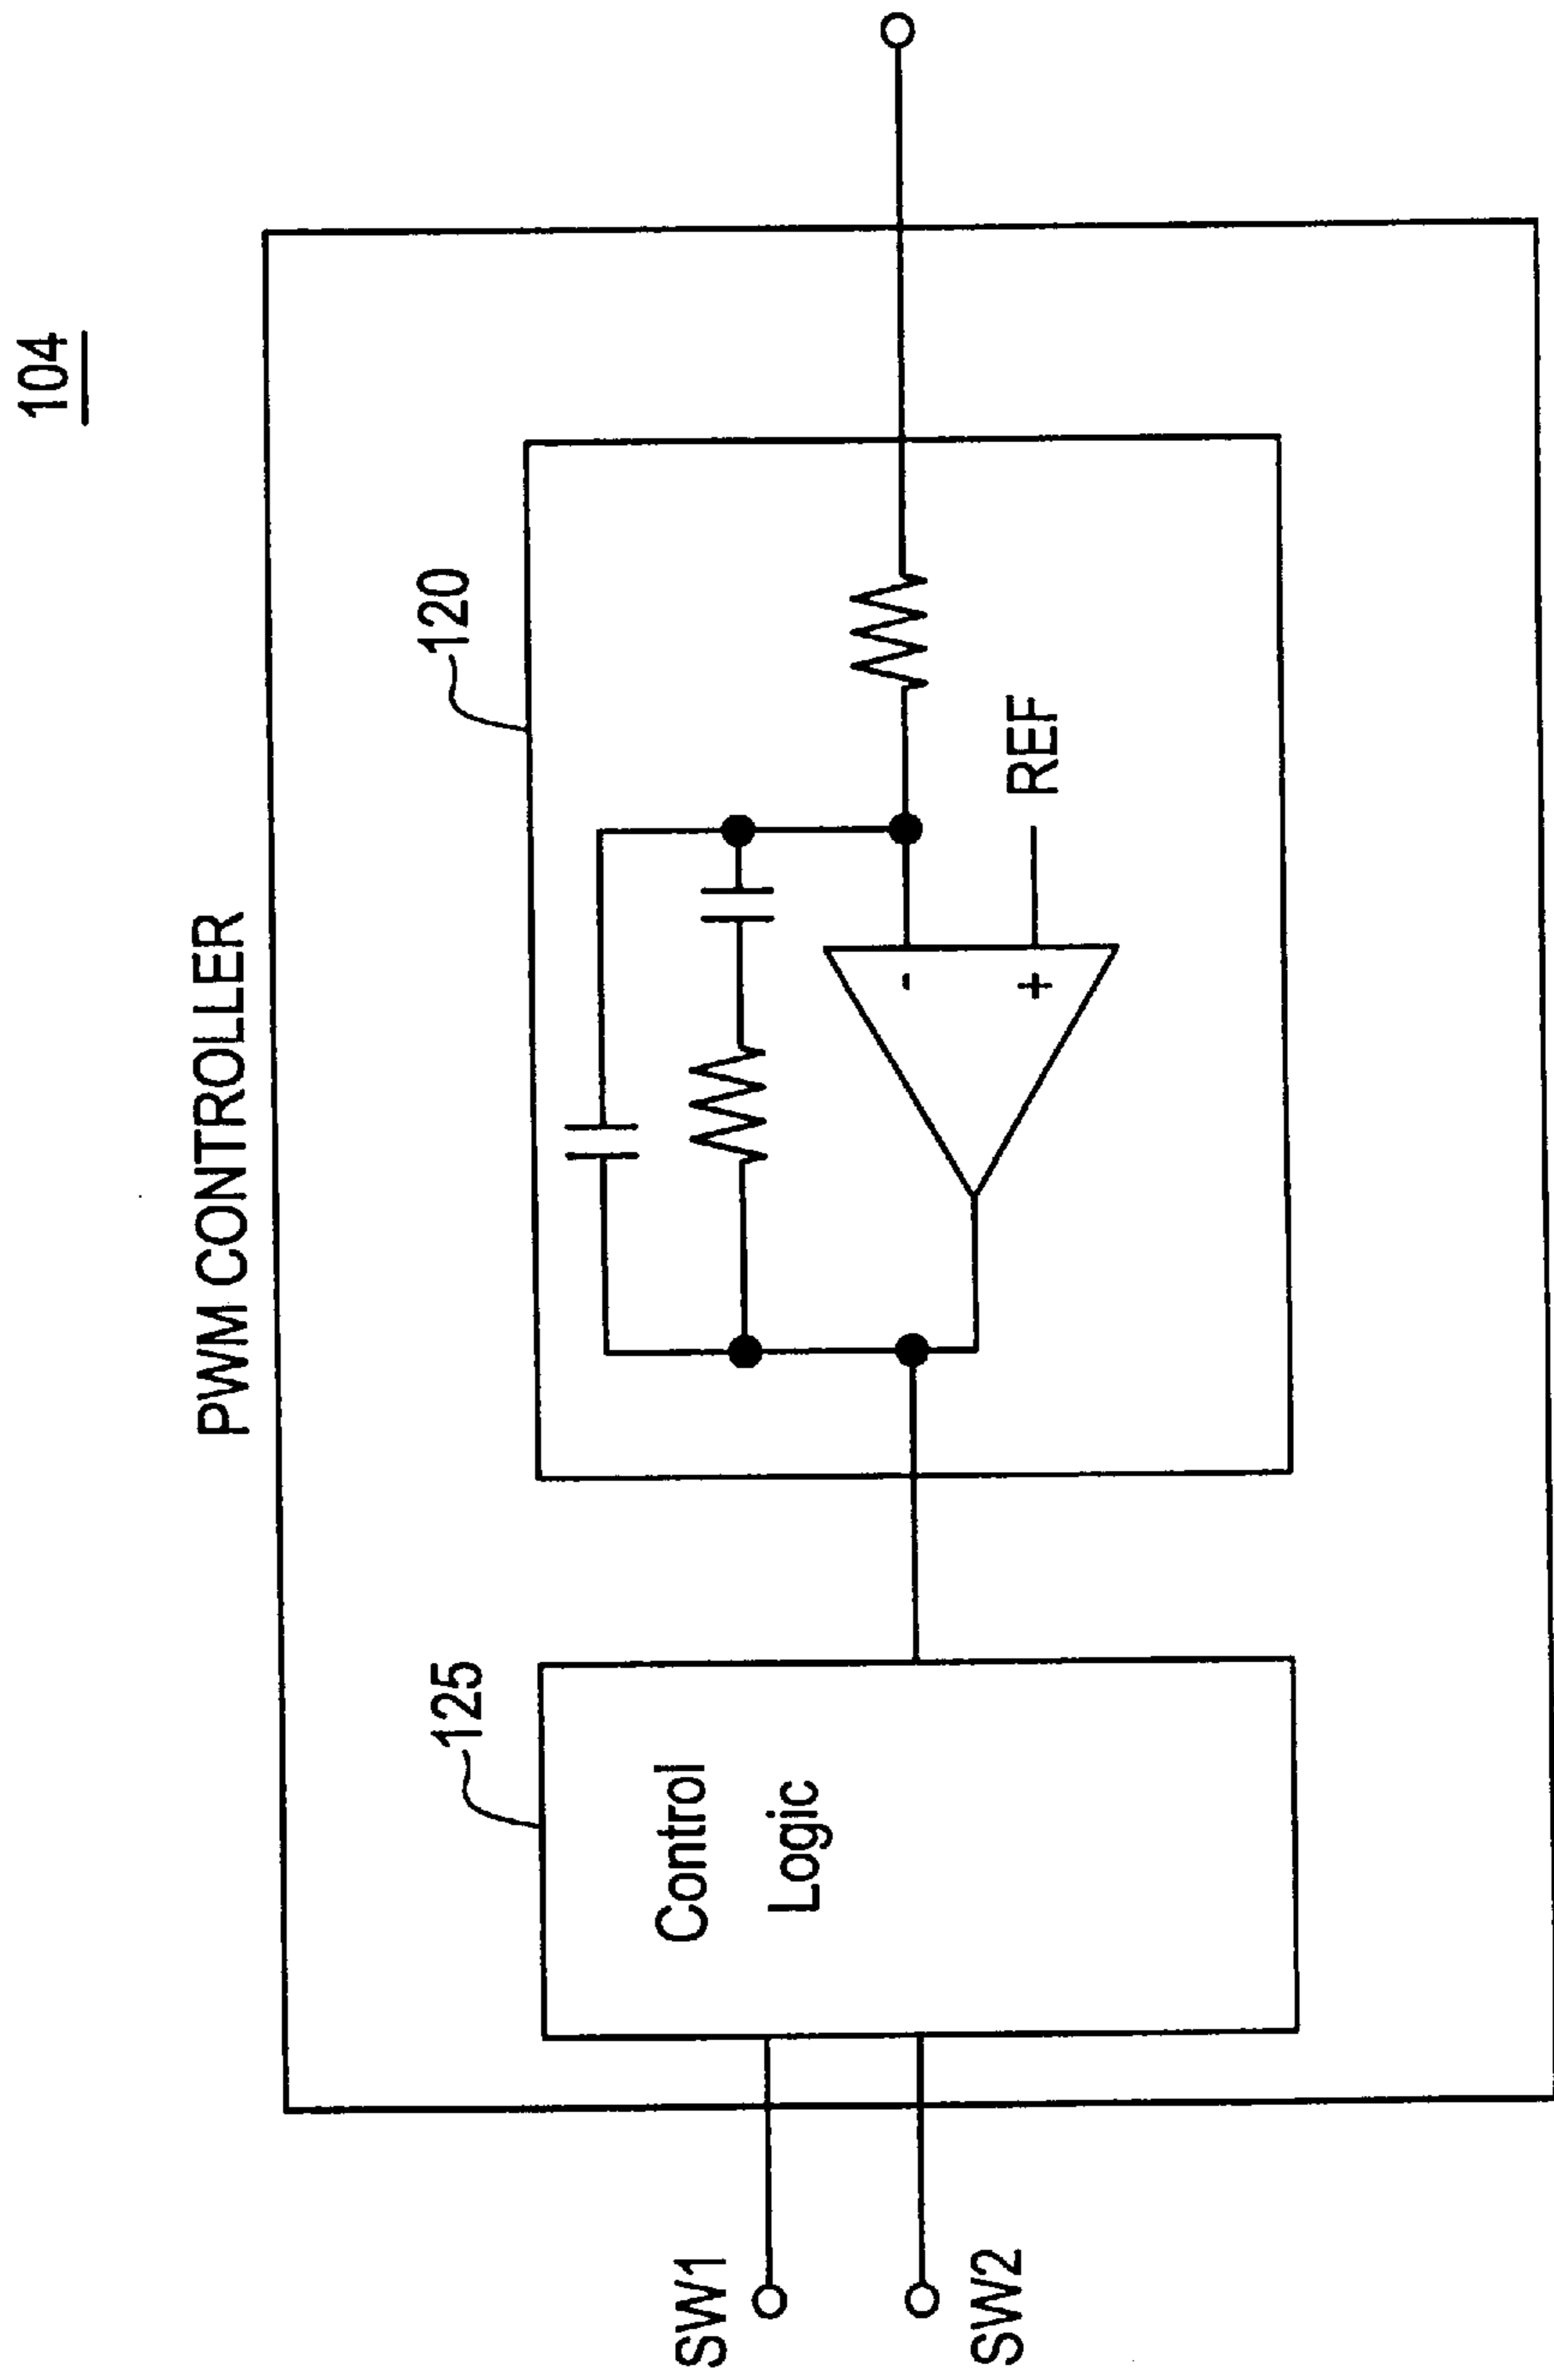 104
PWM CONTROLLER
120
125
REF
-
+
Control
Logic
SW1
SW2